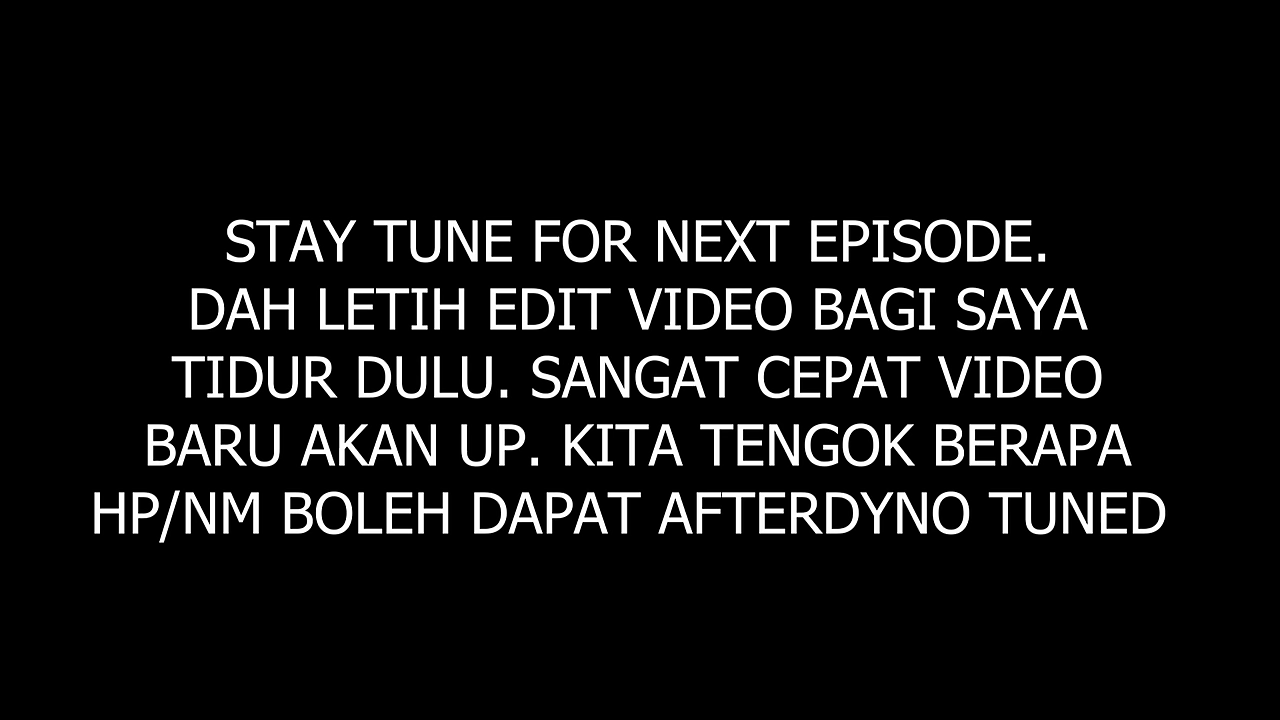 STAY TUNE FOR NEXT EPISODE.
DAH LETIH EDIT VIDEO BAGI SAYA
TIDUR DULU. SANGAT CEPAT VIDEO
BARU AKAN UP. KITA TENGOK BERAPA
HP/NM BOLEH DAPAT AFTERDYNO TUNED